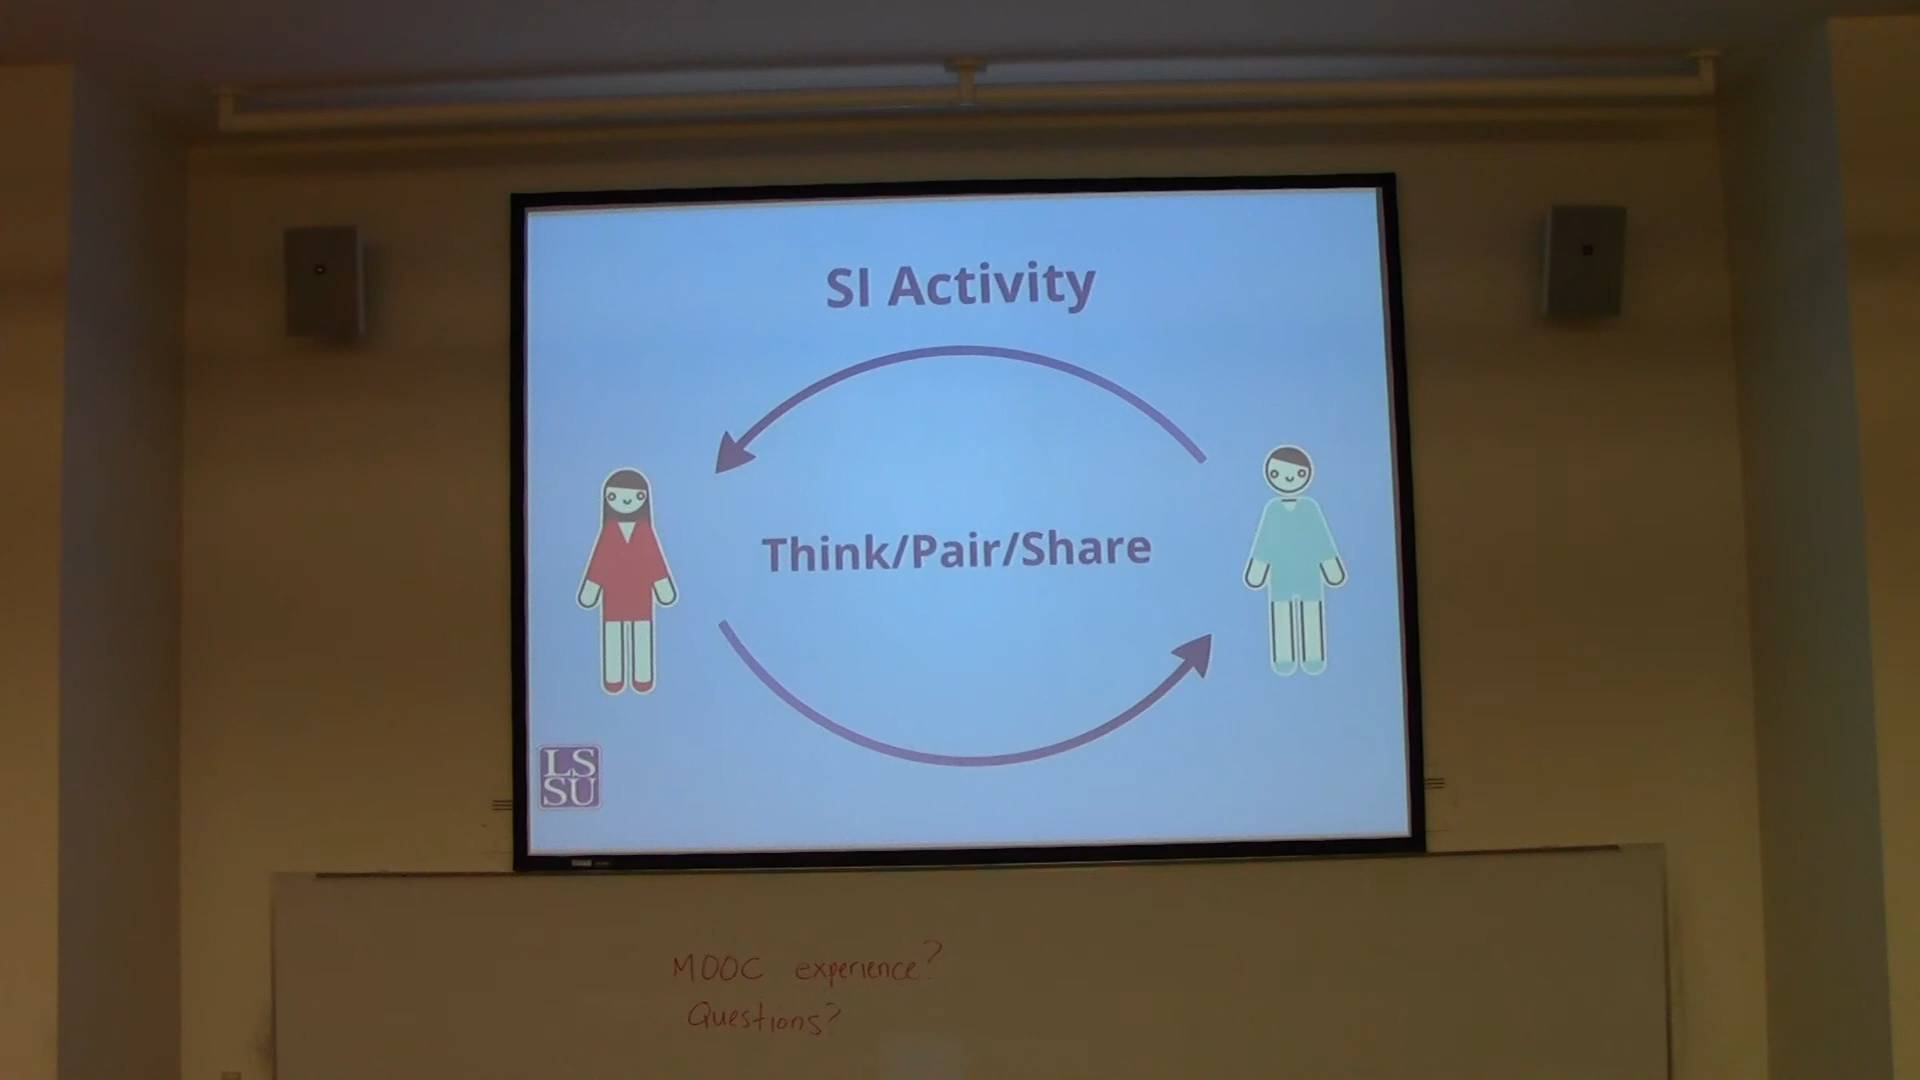 SI Activity
Think/Pair/Share
LS
SU
MOOC experience?
Questions?